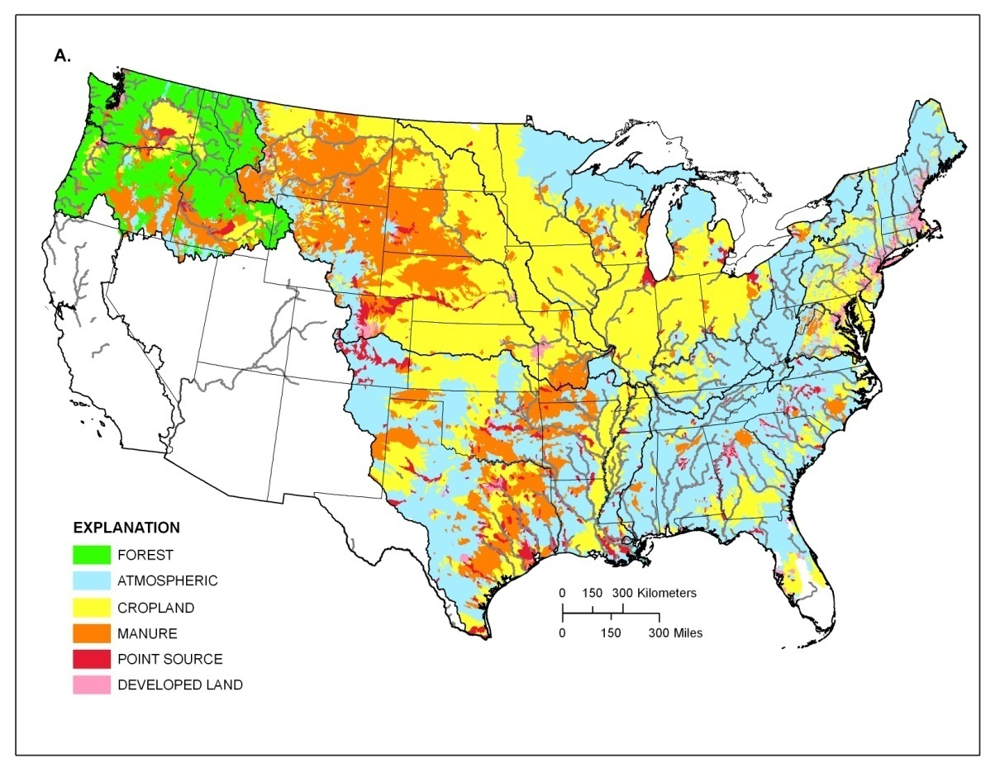 A.
EXPLANATION
FOREST
ATMOSPHERIC
CROPLAND
MANURE
POINT SOURCE
DEVELOPED LAND
0 150 300 Kilometers
0 150 300 Miles